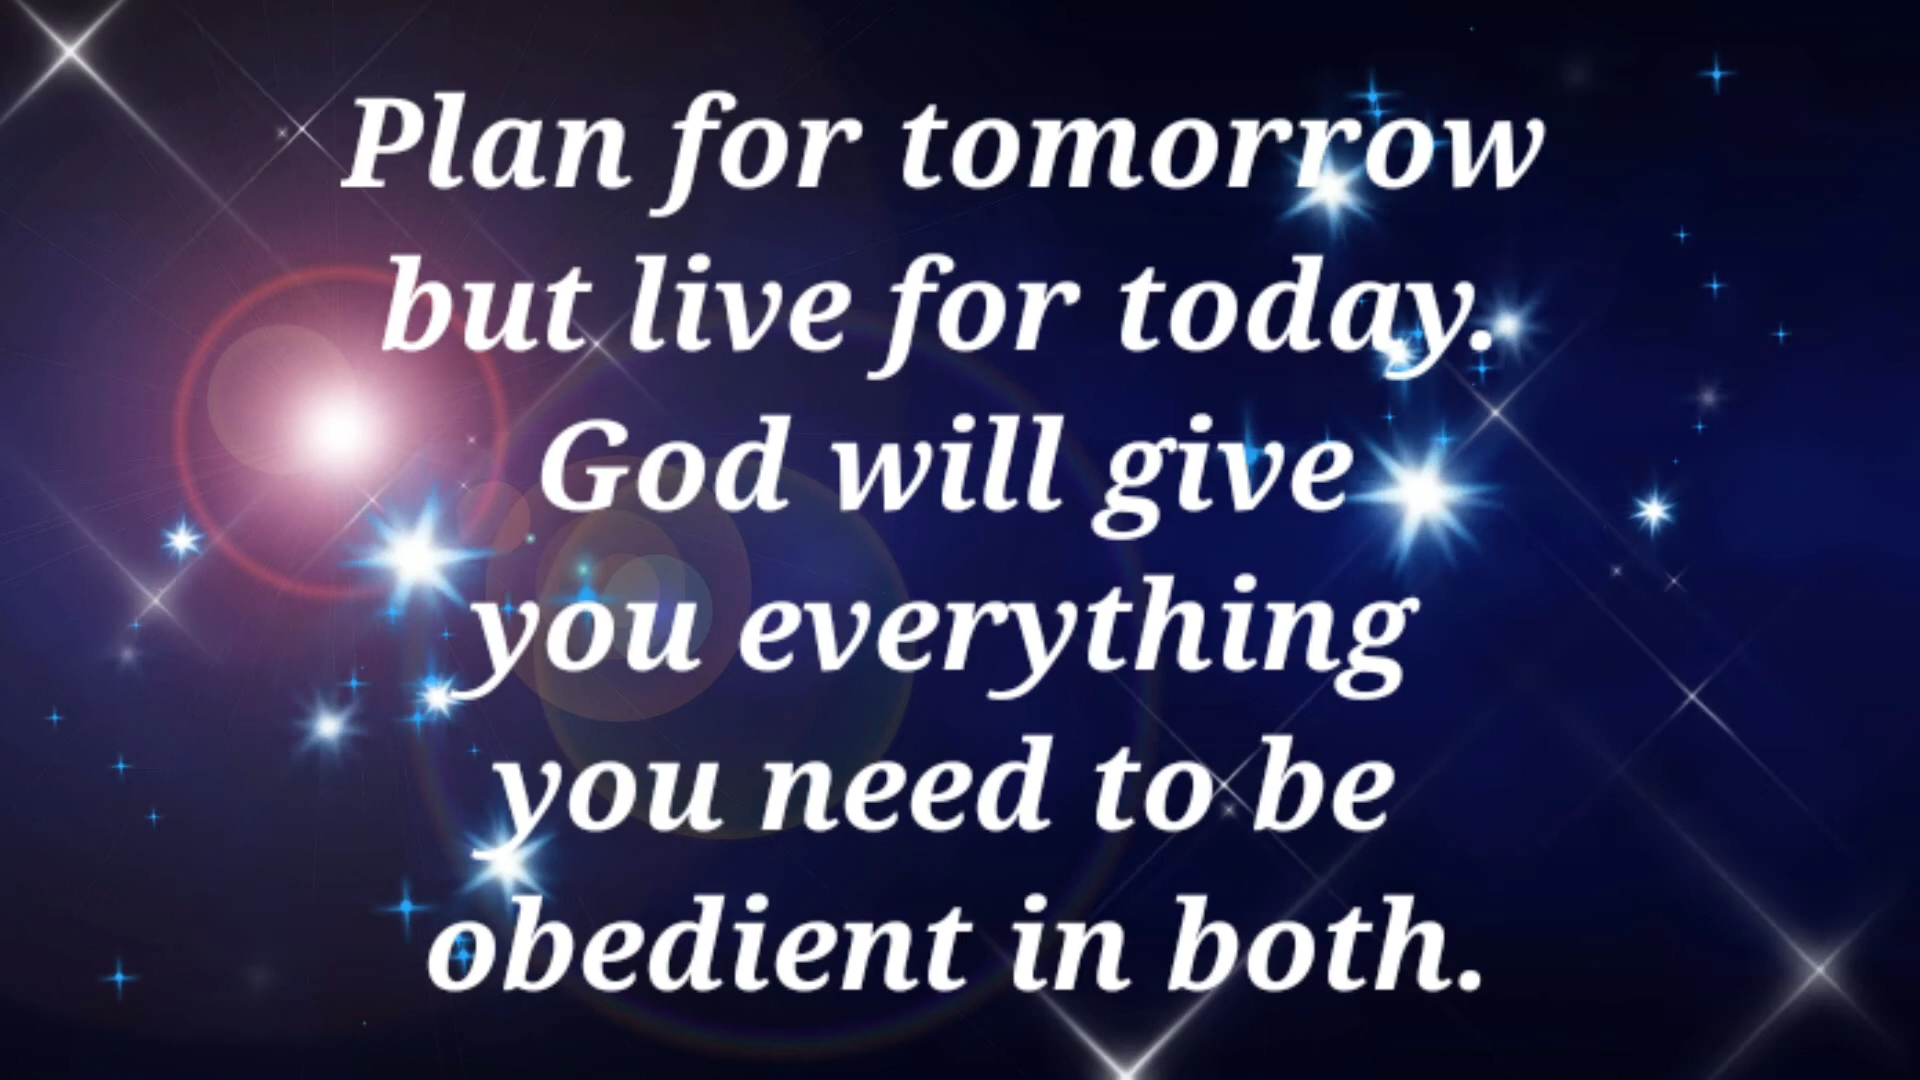 Plan for tomorrow
but live for today.
God will give
you everything
you need to be
obedient in both.